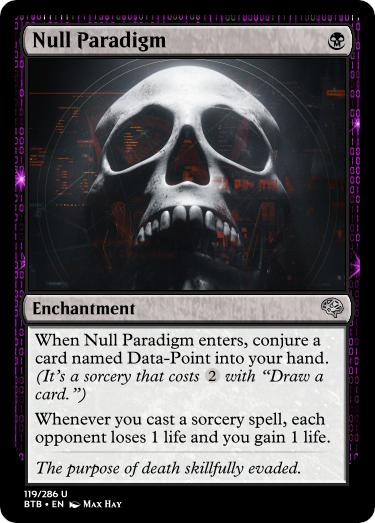 Null Paradigm
Enchantment
When Null Paradigm enters, conjure a
card named Data-Point into your hand.
(It's a sorcery that costs 2 with “Draw a
card.”)
Whenever you cast a sorcery spell, each
opponent loses 1 life and you gain 1 life.
The purpose of death skillfully evaded.
119/286 U
BTB • EN Max Hay